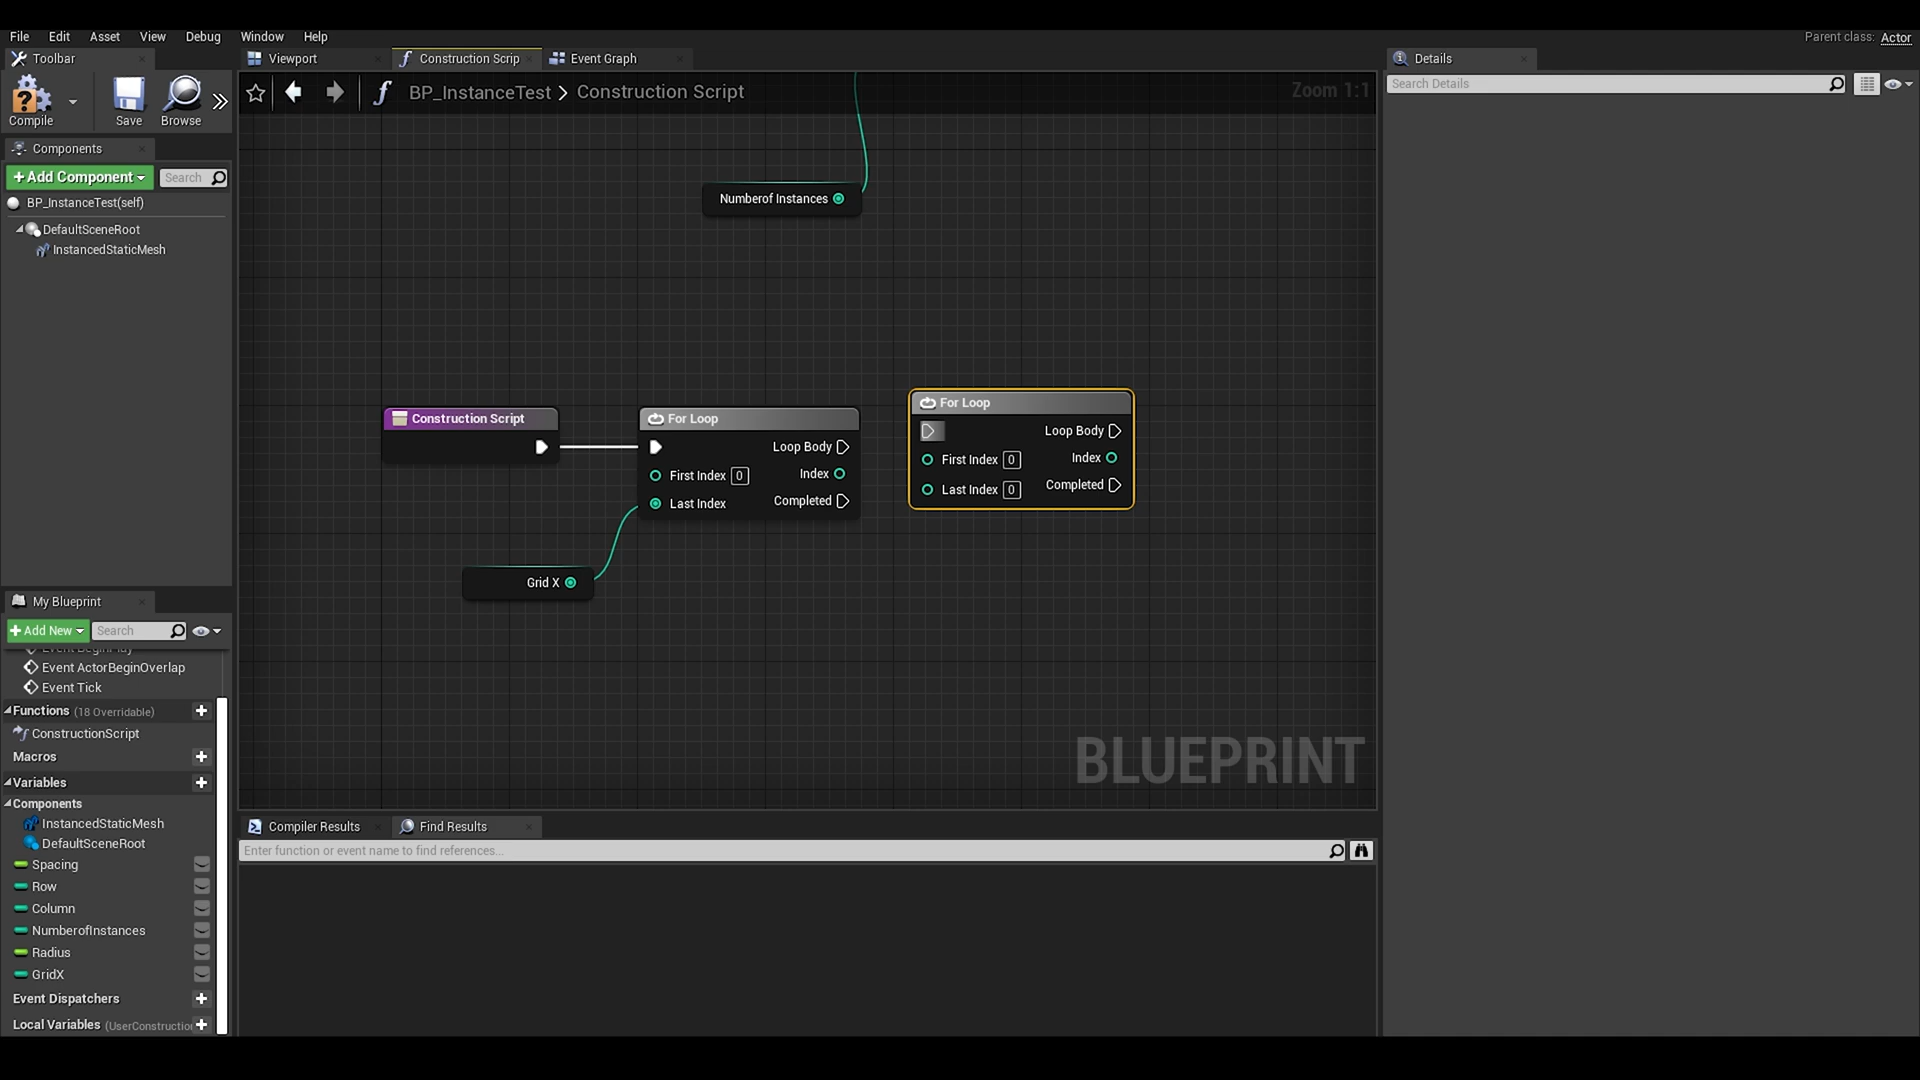 File Edit Asset View Debug Window Help
Parent class: Actor
Toolbar
Viewport
Construction Scrip
Event Graph
Details
Compile
Save
Browse
BP_InstanceTest > Construction Script
Zoom 1:1
Search Details
Components
+ Add Component
Search
BP_InstanceTest(self)
DefaultSceneRoot
InstancedStaticMesh
Numberof Instances
Construction Script
For Loop
Loop Body
First Index 0
Index
Last Index
Completed
For Loop
Loop Body
First Index 0
Index
Last Index 0
Completed
Grid X
BLUEPRINT
My Blueprint
+ Add New
Search
Event BeginPlay
Event ActorBeginOverlap
Event Tick
Functions (18 Overridable)
ConstructionScript
Macros
Variables
Components
InstancedStaticMesh
DefaultSceneRoot
Spacing
Row
Column
NumberofInstances
Radius
GridX
Event Dispatchers
Local Variables (UserConstructio
Compiler Results
Find Results
Enter function or event name to find references...